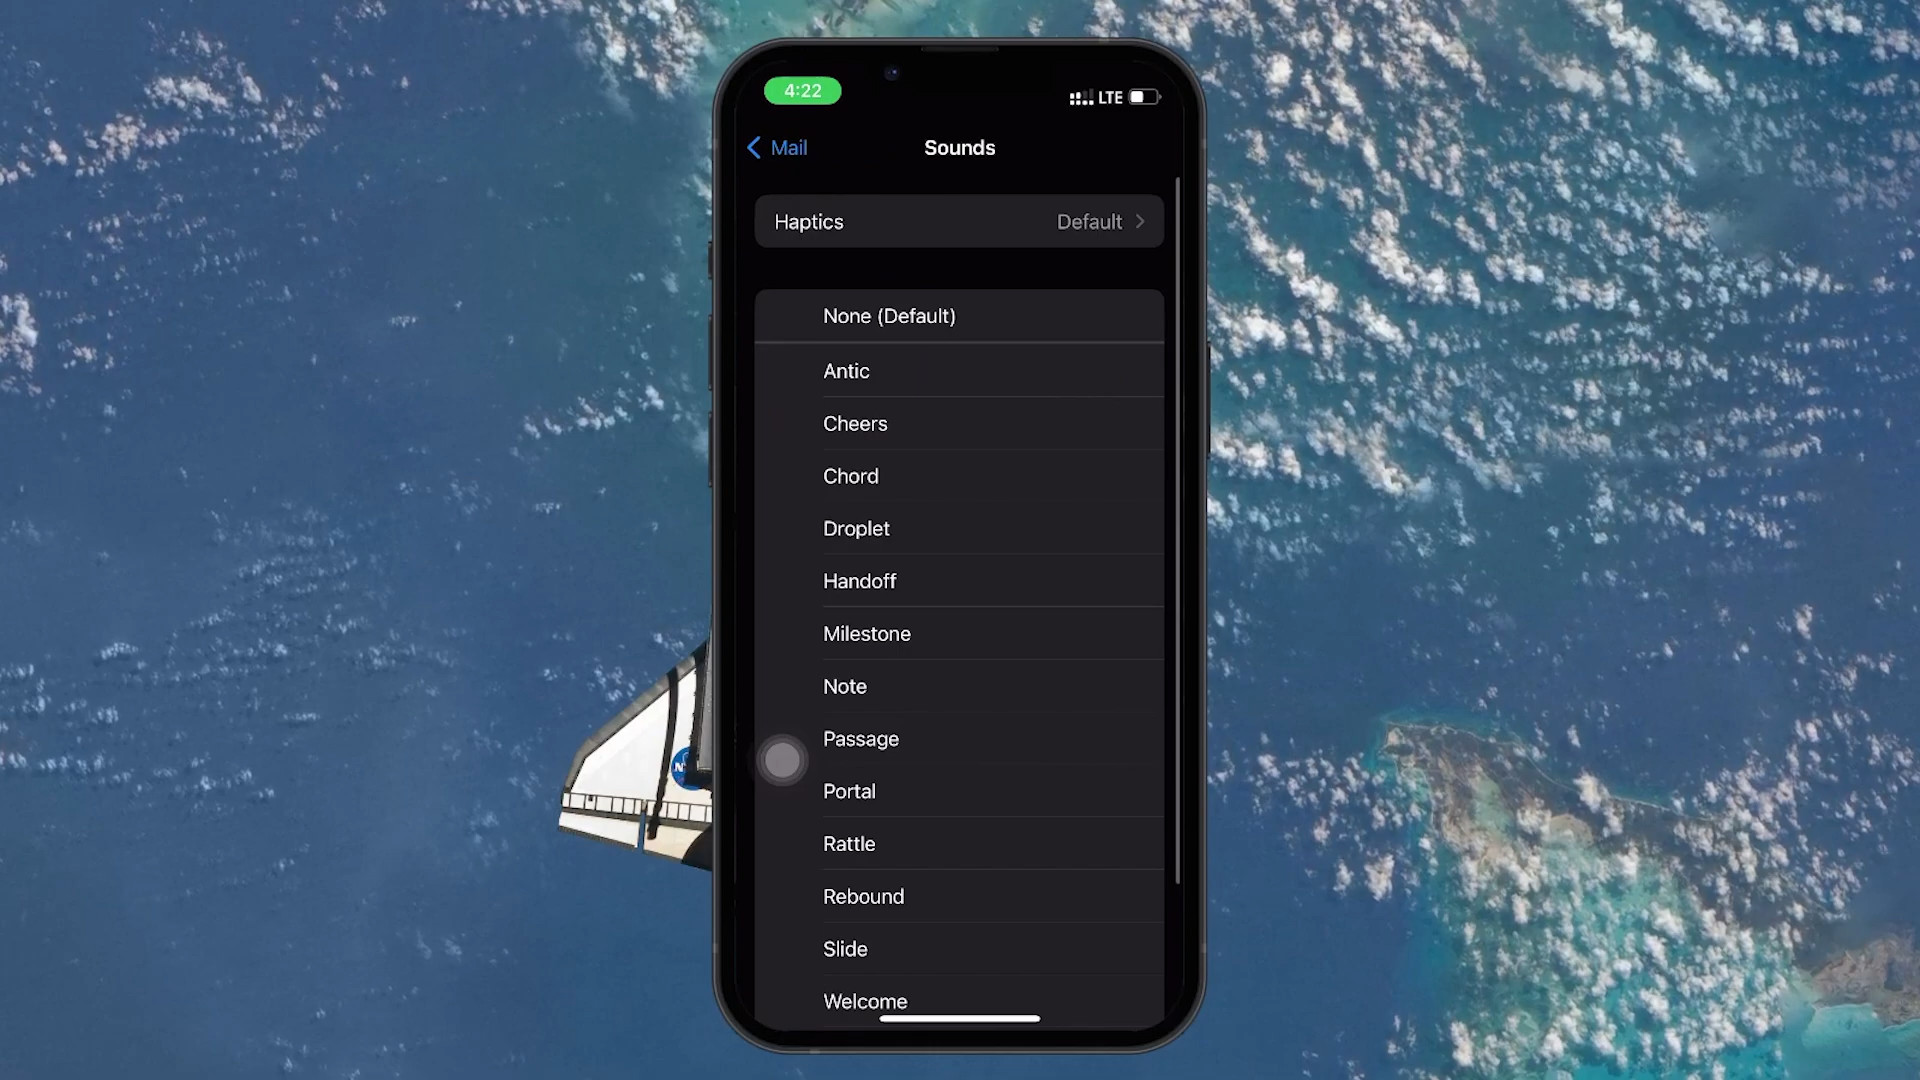 4:22
LTE
Mail
Sounds
Haptics
Default
None (Default)
Antic
Cheers
Chord
Droplet
Handoff
Milestone
Note
Passage
Portal
Rattle
Rebound
Slide
Welcome